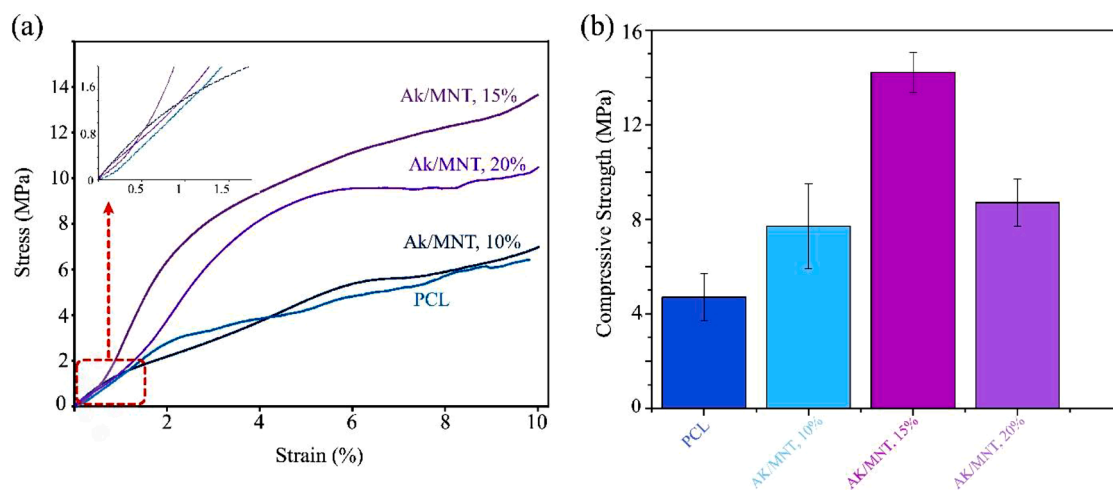 (a)
Stress (MPa)
14
12
10
8
6
4
2
0
2
4
6
8
10
Strain (%)
1.6
0.8
0
0.5
1
1.5
Ak/MNT, 15%
Ak/MNT, 20%
Ak/MNT, 10%
PCL
(b)
Compressive Strength (MPa)
16
12
8
4
0
PCL
AK/MNT, 10%
AK/MNT, 15%
AK/MNT, 20%